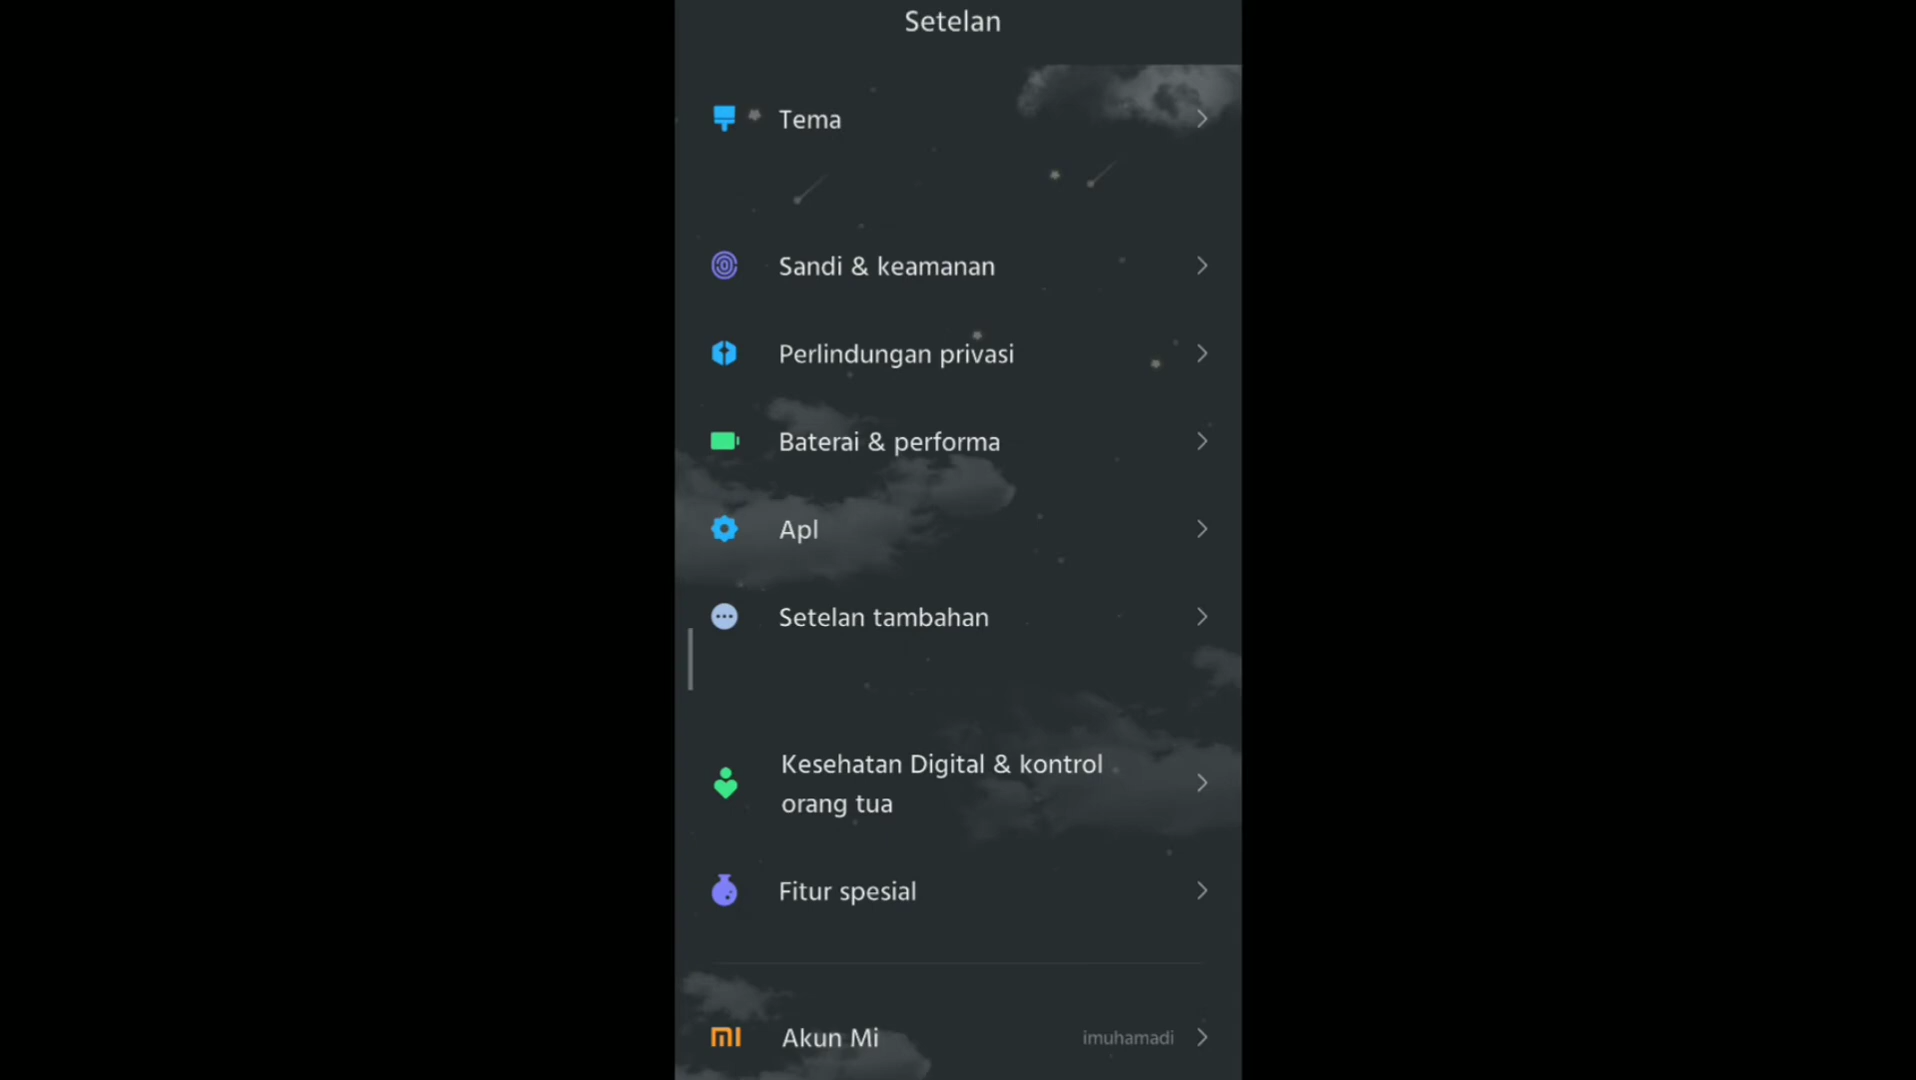 Setelan
Tema
Sandi & keamanan
Perlindungan privasi
Baterai & performa
Apl
Setelan tambahan
Kesehatan Digital & kontrol
orang tua
Fitur spesial
Akun Mi imuhamadi